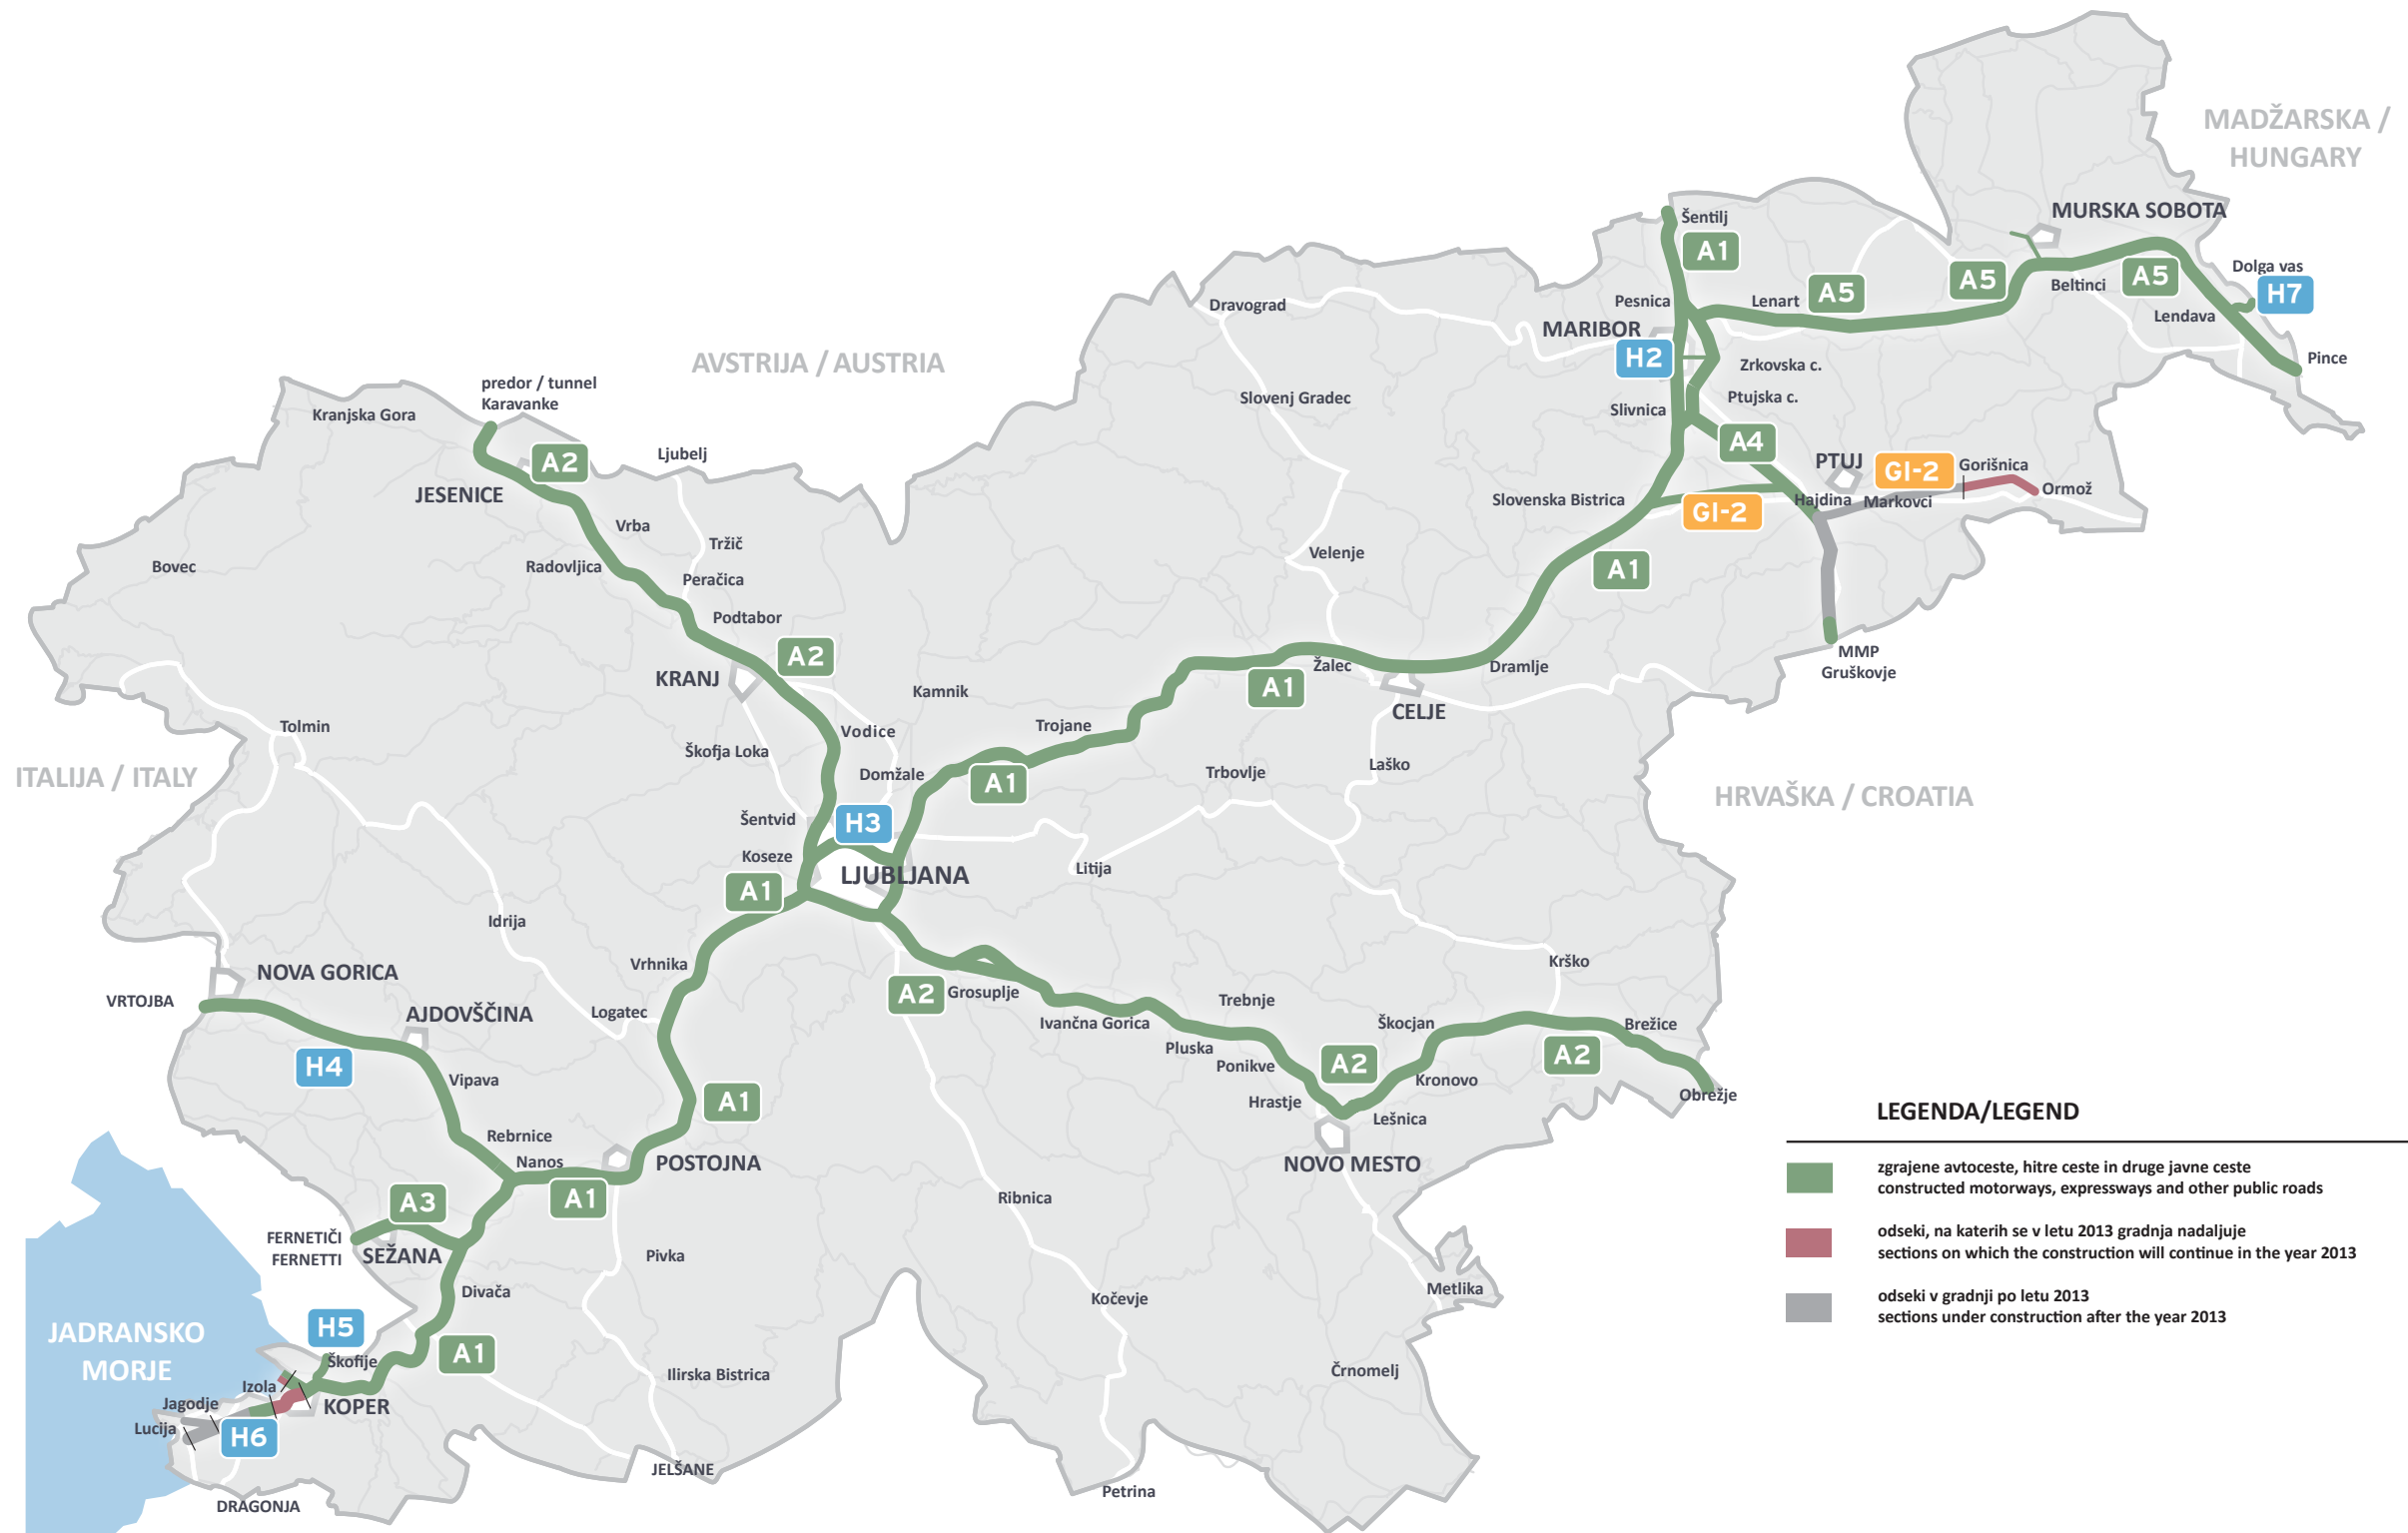 MADŽARSKA /
HUNGARY
MURSKA SOBOTA
Šentilj
A1
Dolga vas
H7
A5
A5
A5
Beltinci
Pesnica
Lenart
Lendava
Dravograd
MARIBOR
H2
Pince
Zrkovska c.
AVSTRIJA / AUSTRIA
predor / tunnel
Karavanke
Kranjska Gora
Slovenj Gradec
Ptujska c.
Slivnica
A4
Ljubelj
A2
JESENICE
PTUJ
GI-2
Gorišnica
Ormož
Slovenska Bistrica
Hajdina
Markovci
GI-2
Vrba
Tržič
Velenje
Bovec
Radovljica
Peračica
A1
Podtabor
A2
KRANJ
Žalec
Dramlje
MMP
Gruškovje
Kamnik
A1
CELJE
Tolmin
Vodice
Trojane
Škofja Loka
Domžale
A1
Trbovlje
Laško
ITALIJA / ITALY
HRVAŠKA / CROATIA
Šentvid
H3
Koseze
LJUBLJANA
Litija
A1
Idrija
Vrhnika
Krško
NOVA GORICA
VRTOJBA
A2
Grosuplje
Trebnje
AJDOVŠČINA
Logatec
Ivančna Gorica
Škocjan
Brežice
Pluska
H4
Ponikve
A2
A2
Vipava
Kronovo
Obrežje
A1
Hrastje
Lešnica
Rebrnice
Nanos
POSTOJNA
NOVO MESTO
A3
A1
Ribnica
FERNETIČI
FERNETTI
SEŽANA
Pivka
Divača
Kočevje
Metlika
JADRANSKO
MORJE
H5
Škofije
A1
Ilirska Bistrica
Črnomelj
Izola
Jagodje
KOPER
Lucija
H6
JELŠANE
DRAGONJA
Petrina
LEGENDA/LEGEND
zgrajene avtoceste, hitre ceste in druge javne ceste
constructed motorways, expressways and other public roads
odseki, na katerih se v letu 2013 gradnja nadaljuje
sections on which the construction will continue in the year 2013
odseki v gradnji po letu 2013
sections under construction after the year 2013